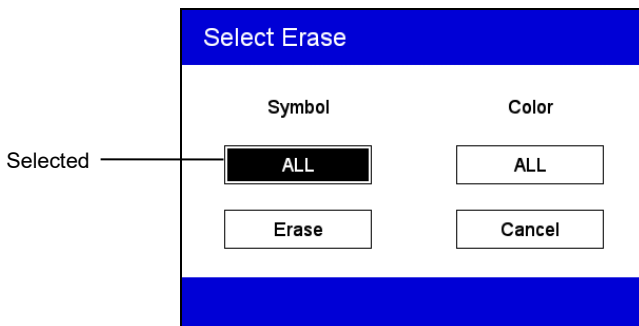 Select Erase
Symbol Color
Selected ALL ALL
Erase Cancel